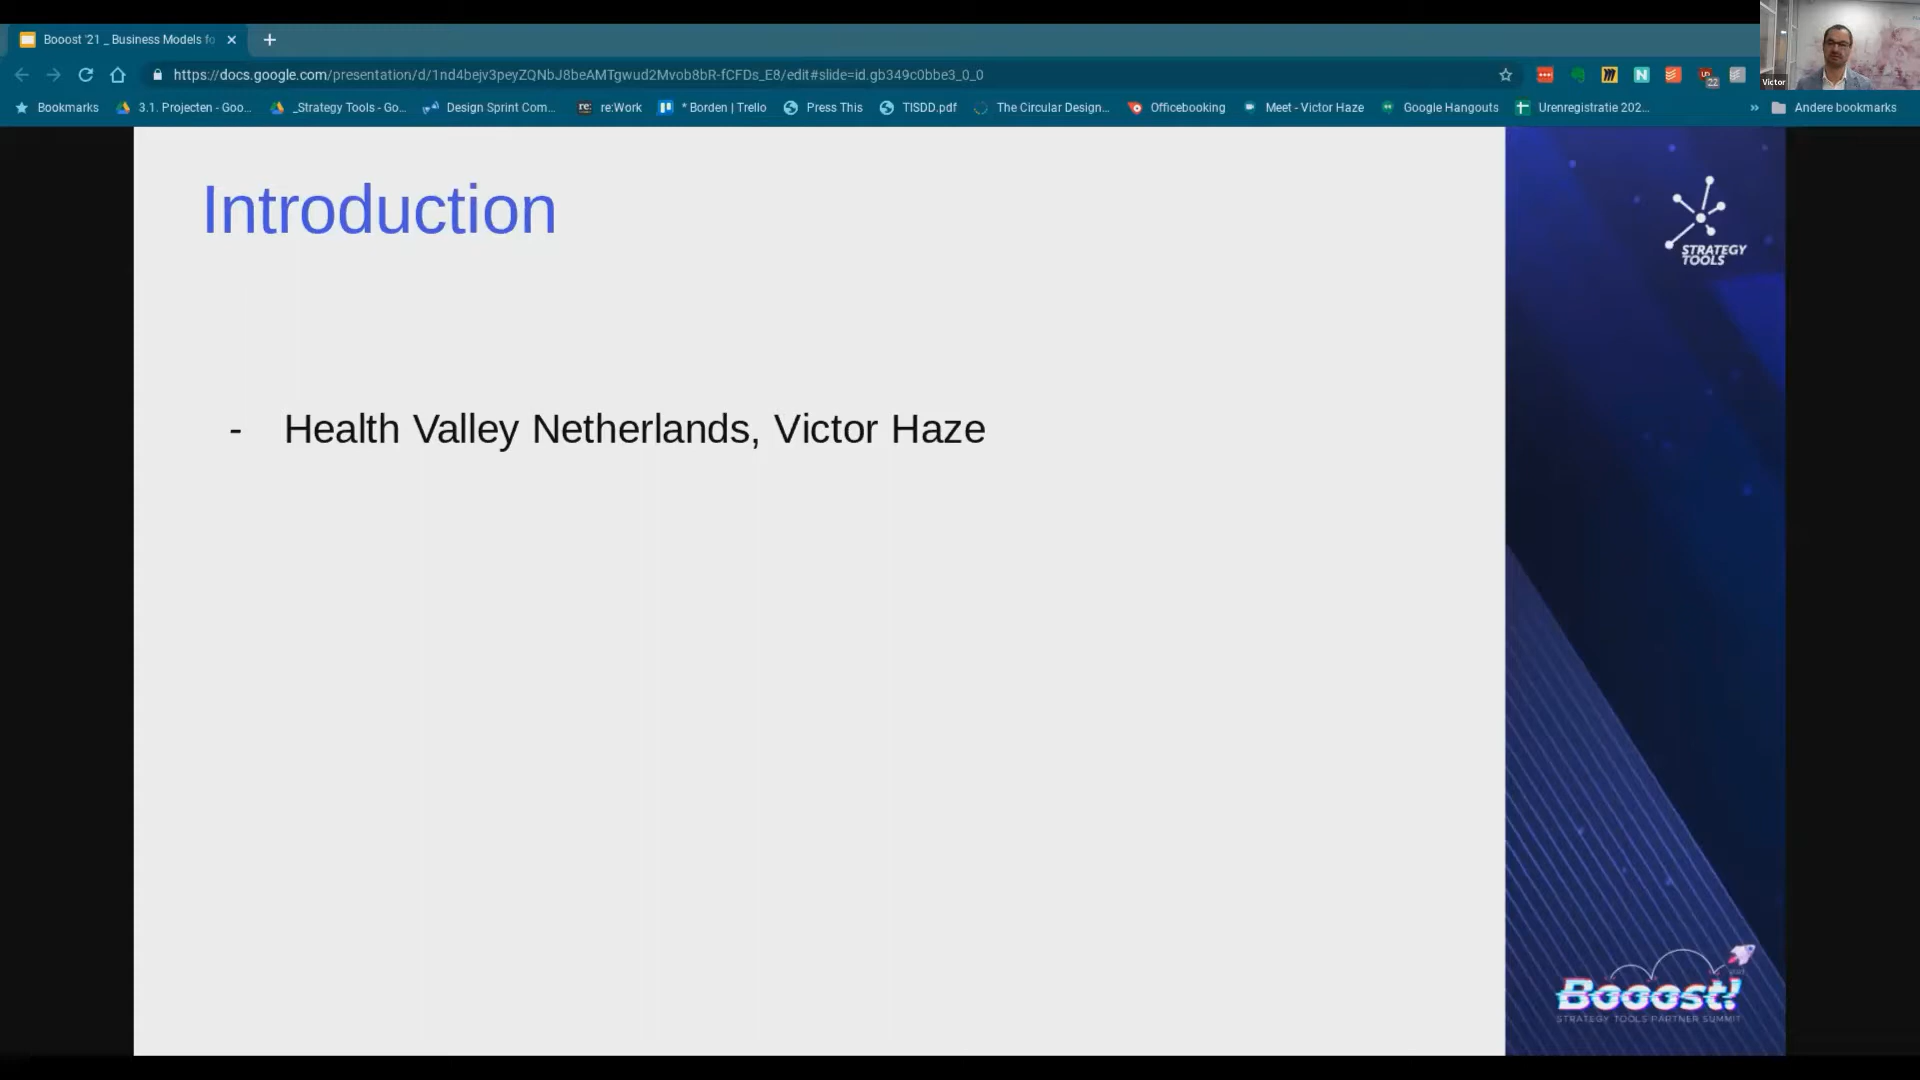 Booost '21 _ Business Models fo
https://docs.google.com/presentation/d/1nd4bejv3peyZQNbJ8beAMTgwud2Mvob8bR-fCFDs_E8/edit#slide=id.gb349c0bbe3_0_0
22
Victor
Bookmarks 3.1. Projecten - Goo... _Strategy Tools - Go... Design Sprint Com... re: re:Work * Borden | Trello Press This TISDD.pdf The Circular Design... Officebooking Meet - Victor Haze Google Hangouts Urenregistratie 202... » Andere bookmarks
Introduction
STRATEGY
TOOLS
- Health Valley Netherlands, Victor Haze
Booost!
STRATEGY TOOLS PARTNER SUMMIT